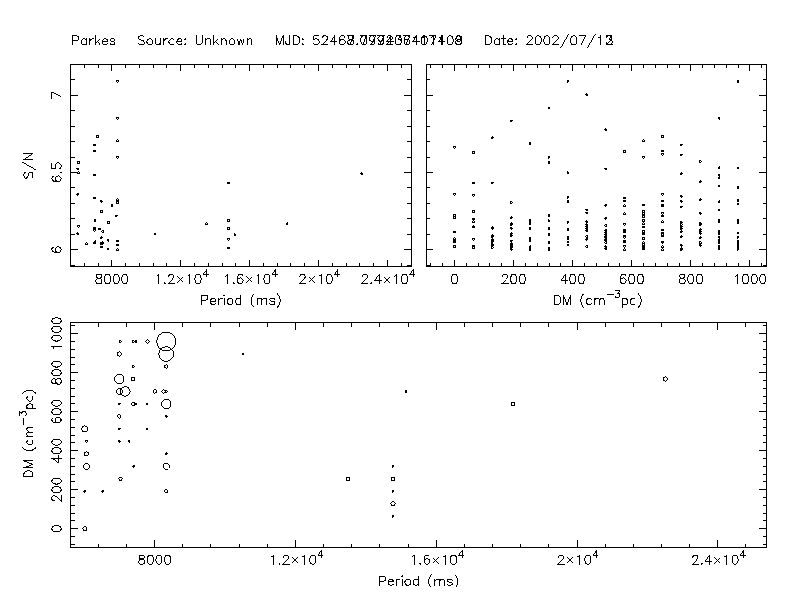 Parkes Source: Unknown MJD: Date: 2002/07/
7
6.5
6
S/N
8000 1.2×10⁴ 1.6×10⁴ 2×10⁴ 2.4×10⁴
Period (ms)
0 200 400 600 800 1000
DM (cm⁻³pc)
1000
800
600
400
200
0
DM (cm⁻³pc)
8000 1.2×10⁴ 1.6×10⁴ 2×10⁴ 2.4×10⁴
Period (ms)